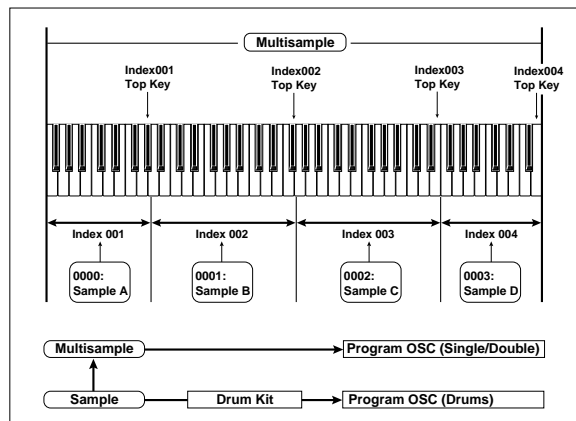 Multisample
Index001 Index002 Index003 Index004
Top Key Top Key Top Key Top Key
Index 001 Index 002 Index 003 Index 004
0000: 0001: 0002: 0003:
Sample A Sample B Sample C Sample D
Multisample Program OSC (Single/Double)
Sample Drum Kit Program OSC (Drums)